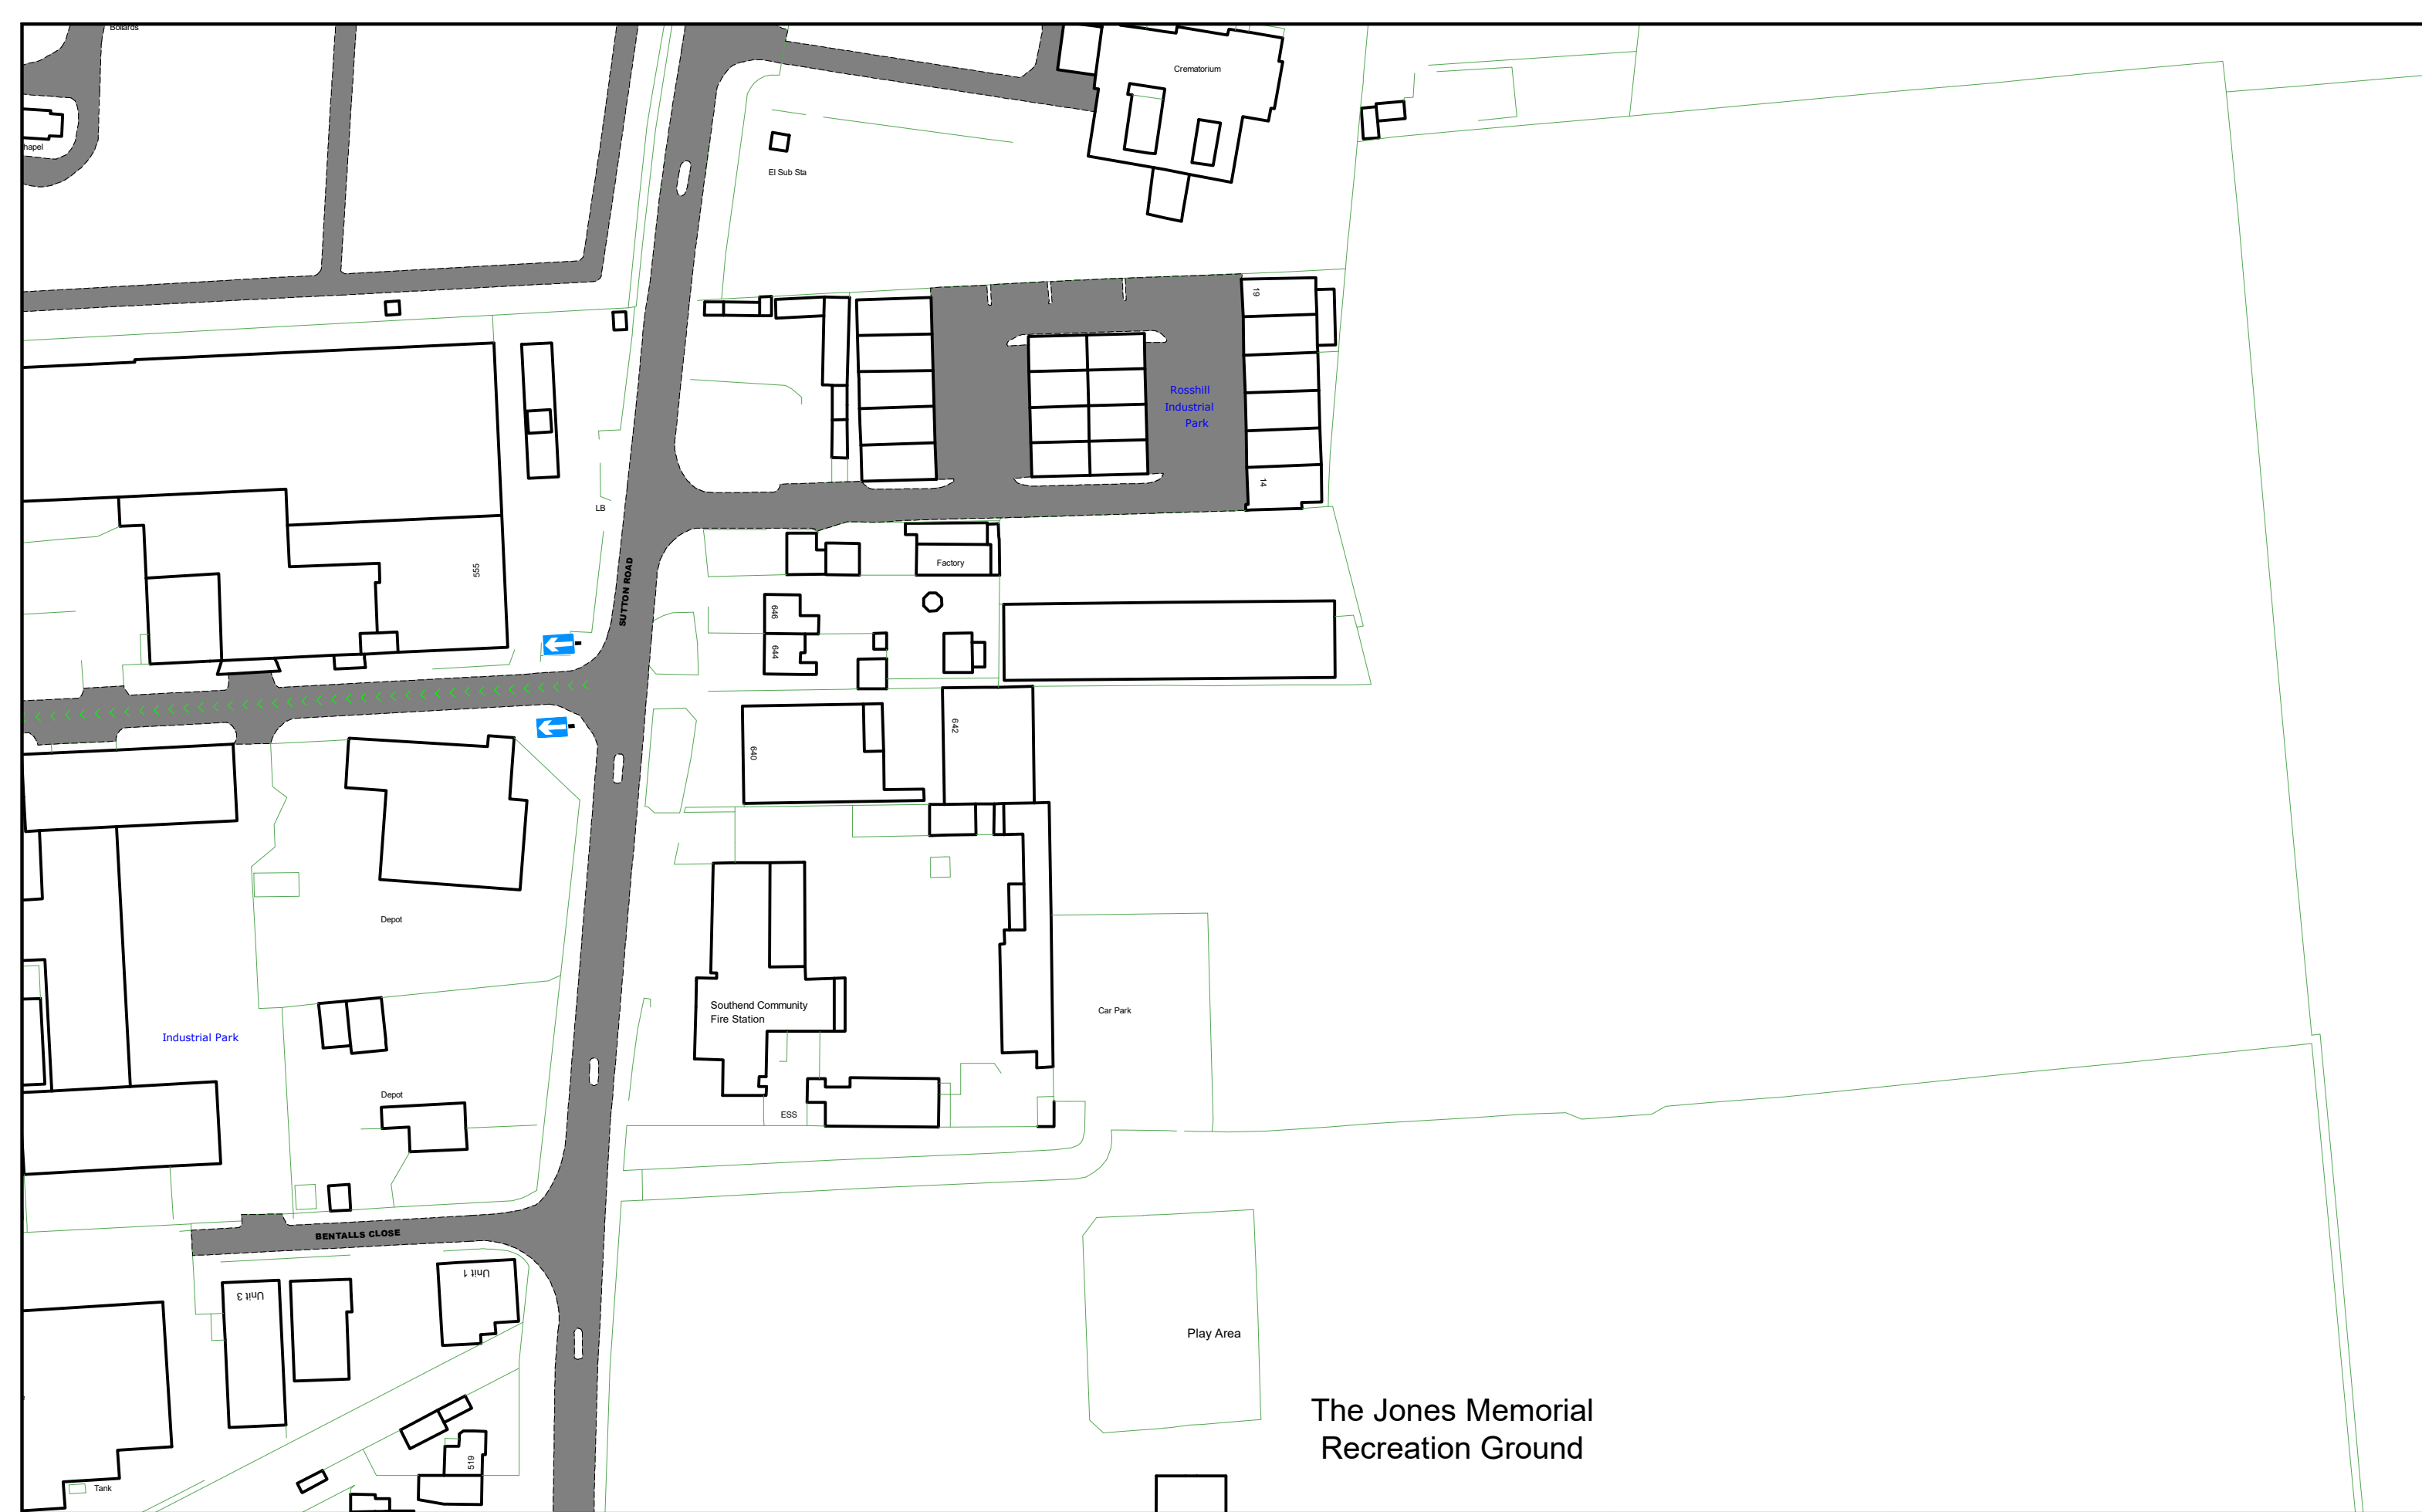 Bollards
Crematorium
hapel
El Sub Sta
19
Rosshill
Industrial
Park
14
LB
555
SUTTON ROAD
Factory
646
644
642
640
Depot
Southend Community
Fire Station
Car Park
Industrial Park
Depot
ESS
BENTALLS CLOSE
Unit 1
Unit 3
Play Area
The Jones Memorial
Recreation Ground
519
Tank